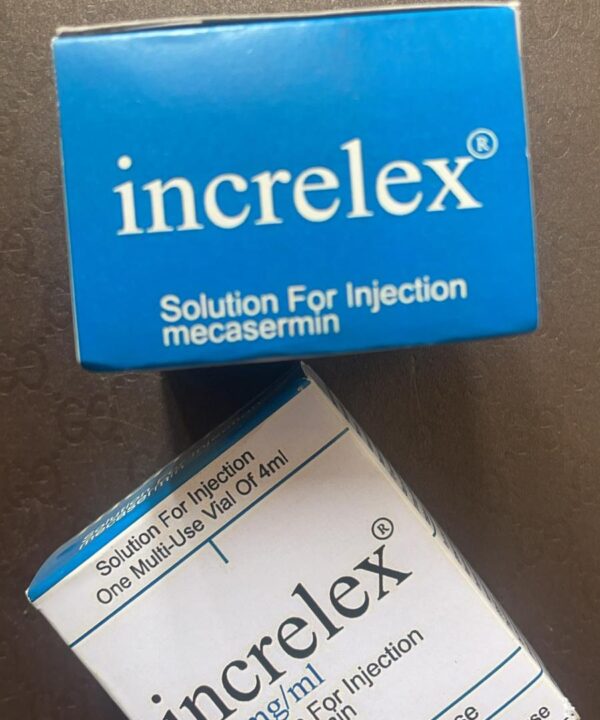 increlex®
Solution For Injection
mecasermin
Solution For Injection
One Multi-Use Vial Of 4ml
increlex®
mg/ml
For Injection